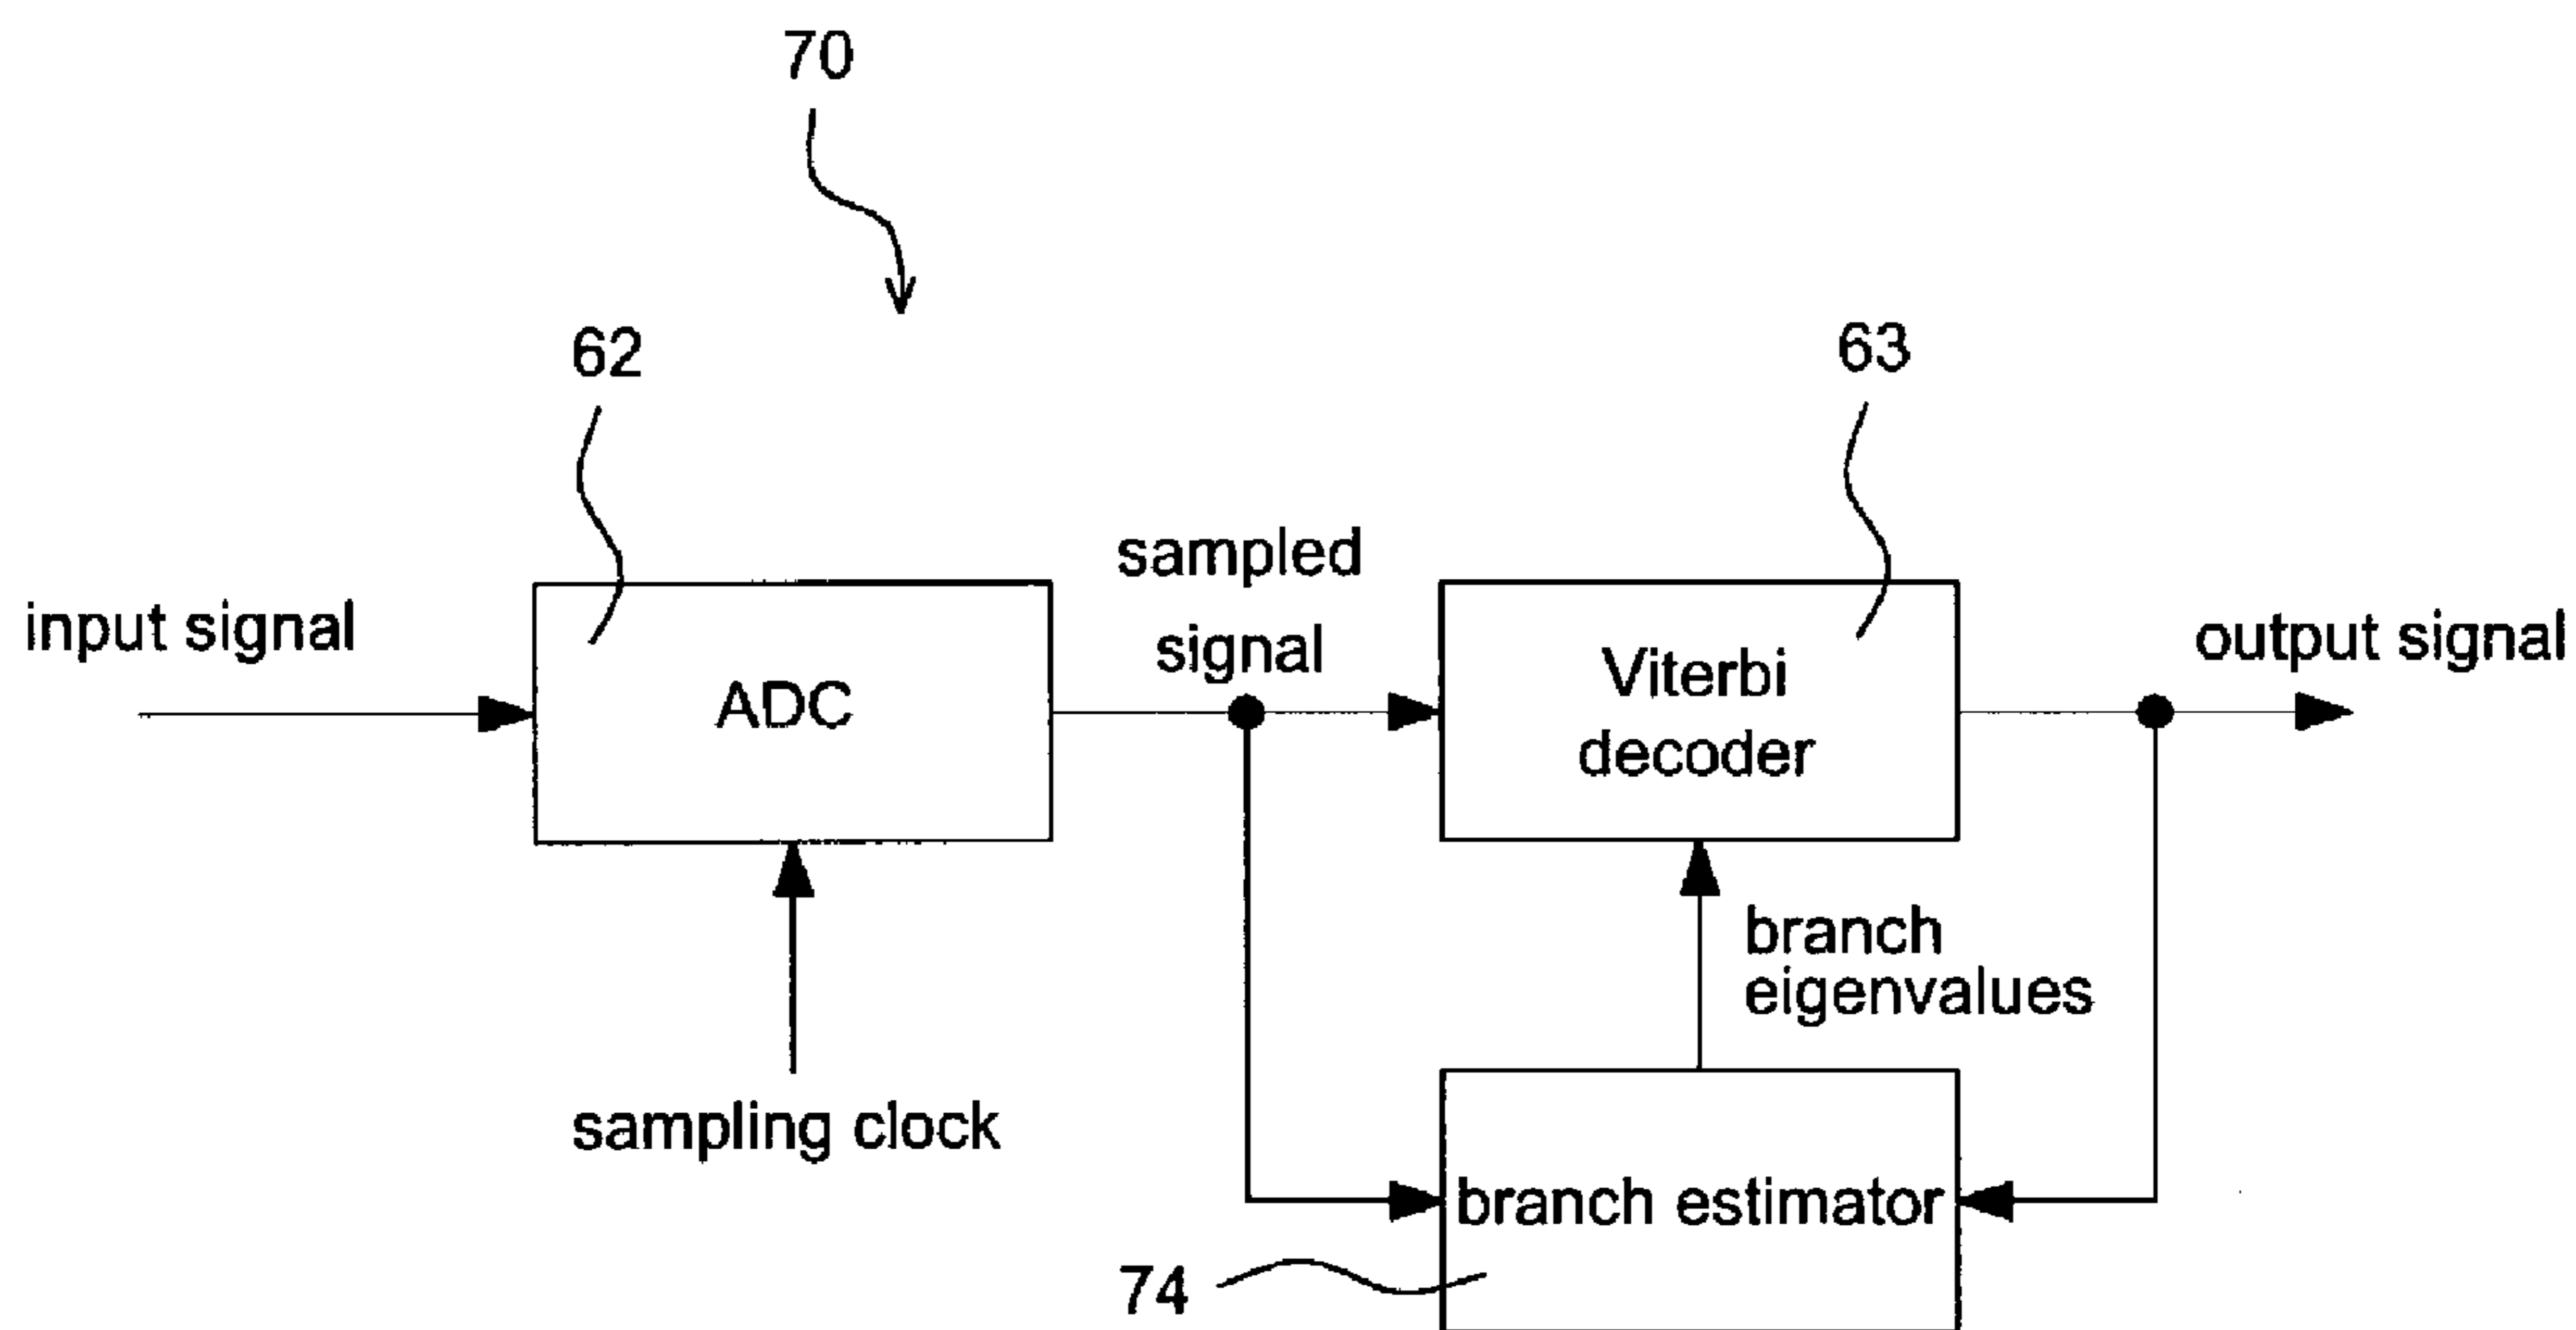 70
62
63
sampled
signal
input signal
output signal
ADC
Viterbi
decoder
branch
eigenvalues
sampling clock
branch estimator
74